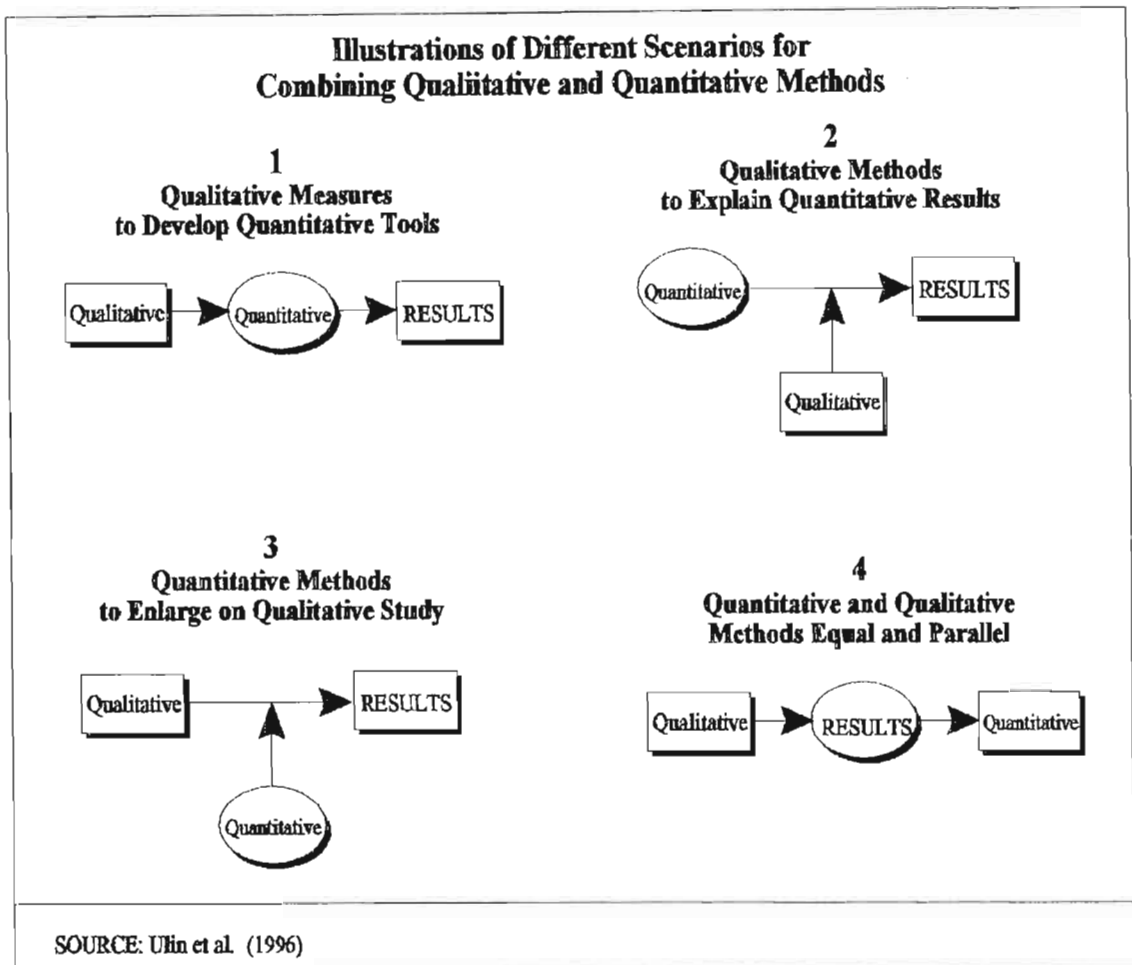 Illustrations of Different Scenarios for
Combining Qualiitative and Quantitative Methods
1
Qualitative Measures
to Develop Quantitative Tools
Qualitative
Quantitative
RESULTS
2
Qualitative Methods
to Explain Quantitative Results
Quantitative
RESULTS
Qualitative
3
Quantitative Methods
to Enlarge on Qualitative Study
Qualitative
RESULTS
Quantitative
4
Quantitative and Qualitative
Methods Equal and Parallel
Qualitative
RESULTS
Quantitative
SOURCE: Ulin et al. (1996)